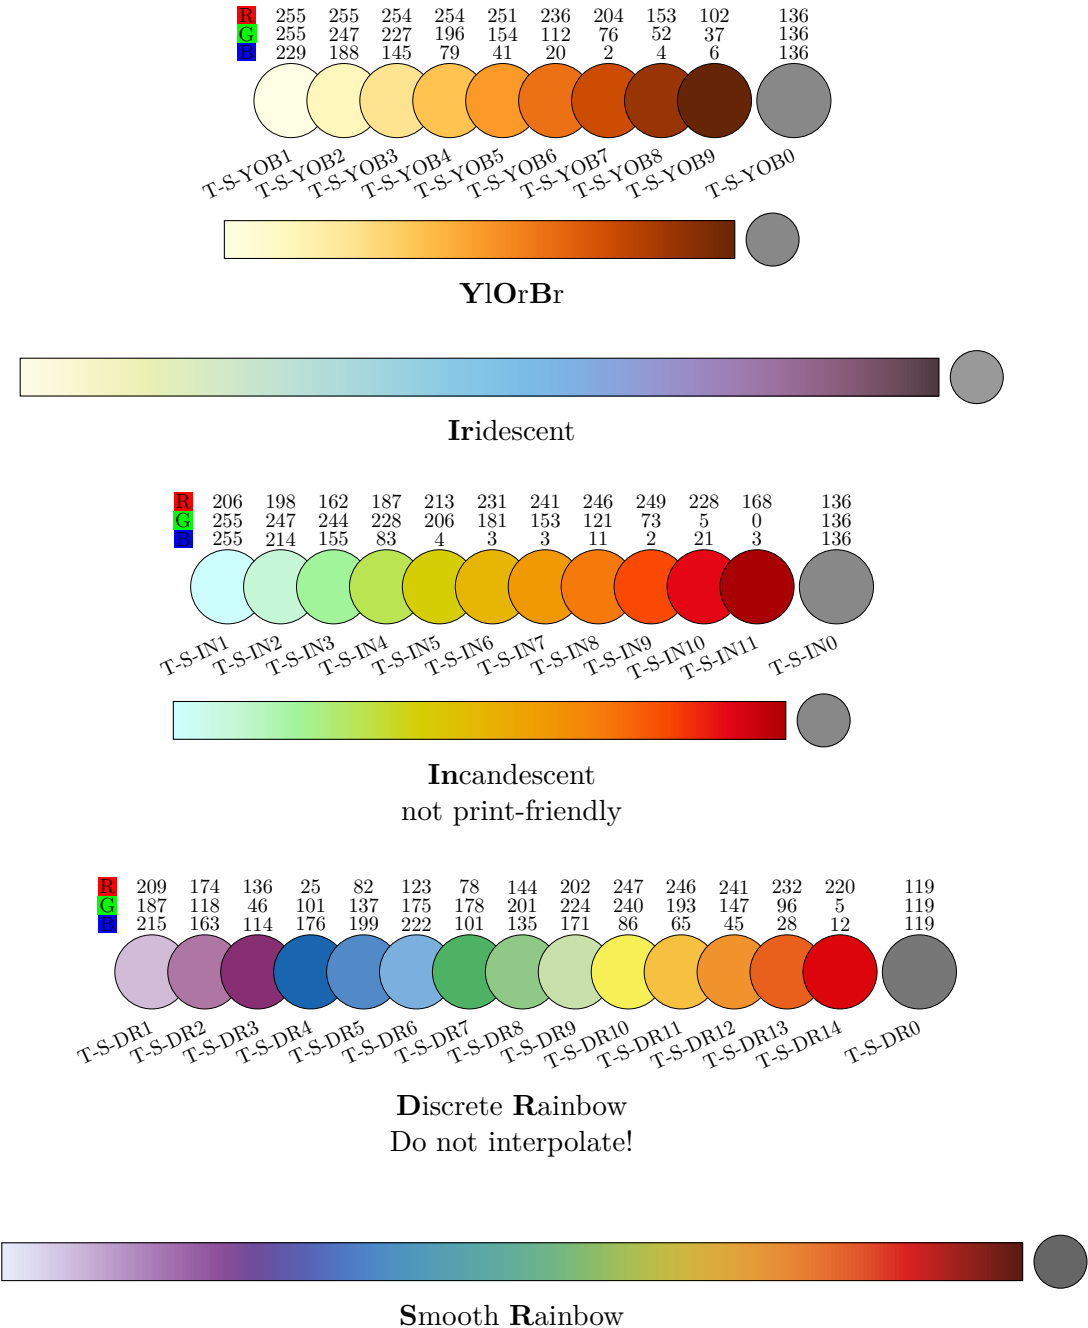 R 255 255 254 254 251 236 204 153 102 136
G 255 247 227 196 154 112 76 52 37 136
B 229 188 145 79 41 20 2 4 6 136
T-S-YOB1 T-S-YOB2 T-S-YOB3 T-S-YOB4 T-S-YOB5 T-S-YOB6 T-S-YOB7 T-S-YOB8 T-S-YOB9 T-S-YOB0
YlOrBr
Iridescent
R 206 198 162 187 213 231 241 246 249 228 168 136
G 255 247 244 228 206 181 153 121 73 5 0 136
B 255 214 155 83 4 3 3 11 2 21 3 136
T-S-IN1 T-S-IN2 T-S-IN3 T-S-IN4 T-S-IN5 T-S-IN6 T-S-IN7 T-S-IN8 T-S-IN9 T-S-IN10 T-S-IN11 T-S-IN0
Incandescent
not print-friendly
R 209 174 136 25 82 123 78 144 202 247 246 241 232 220 119
G 187 118 46 101 137 175 178 201 224 240 193 147 96 5 119
B 215 163 114 176 199 222 101 135 171 86 65 45 28 12 119
T-S-DR1 T-S-DR2 T-S-DR3 T-S-DR4 T-S-DR5 T-S-DR6 T-S-DR7 T-S-DR8 T-S-DR9 T-S-DR10 T-S-DR11 T-S-DR12 T-S-DR13 T-S-DR14 T-S-DR0
Discrete Rainbow
Do not interpolate!
Smooth Rainbow